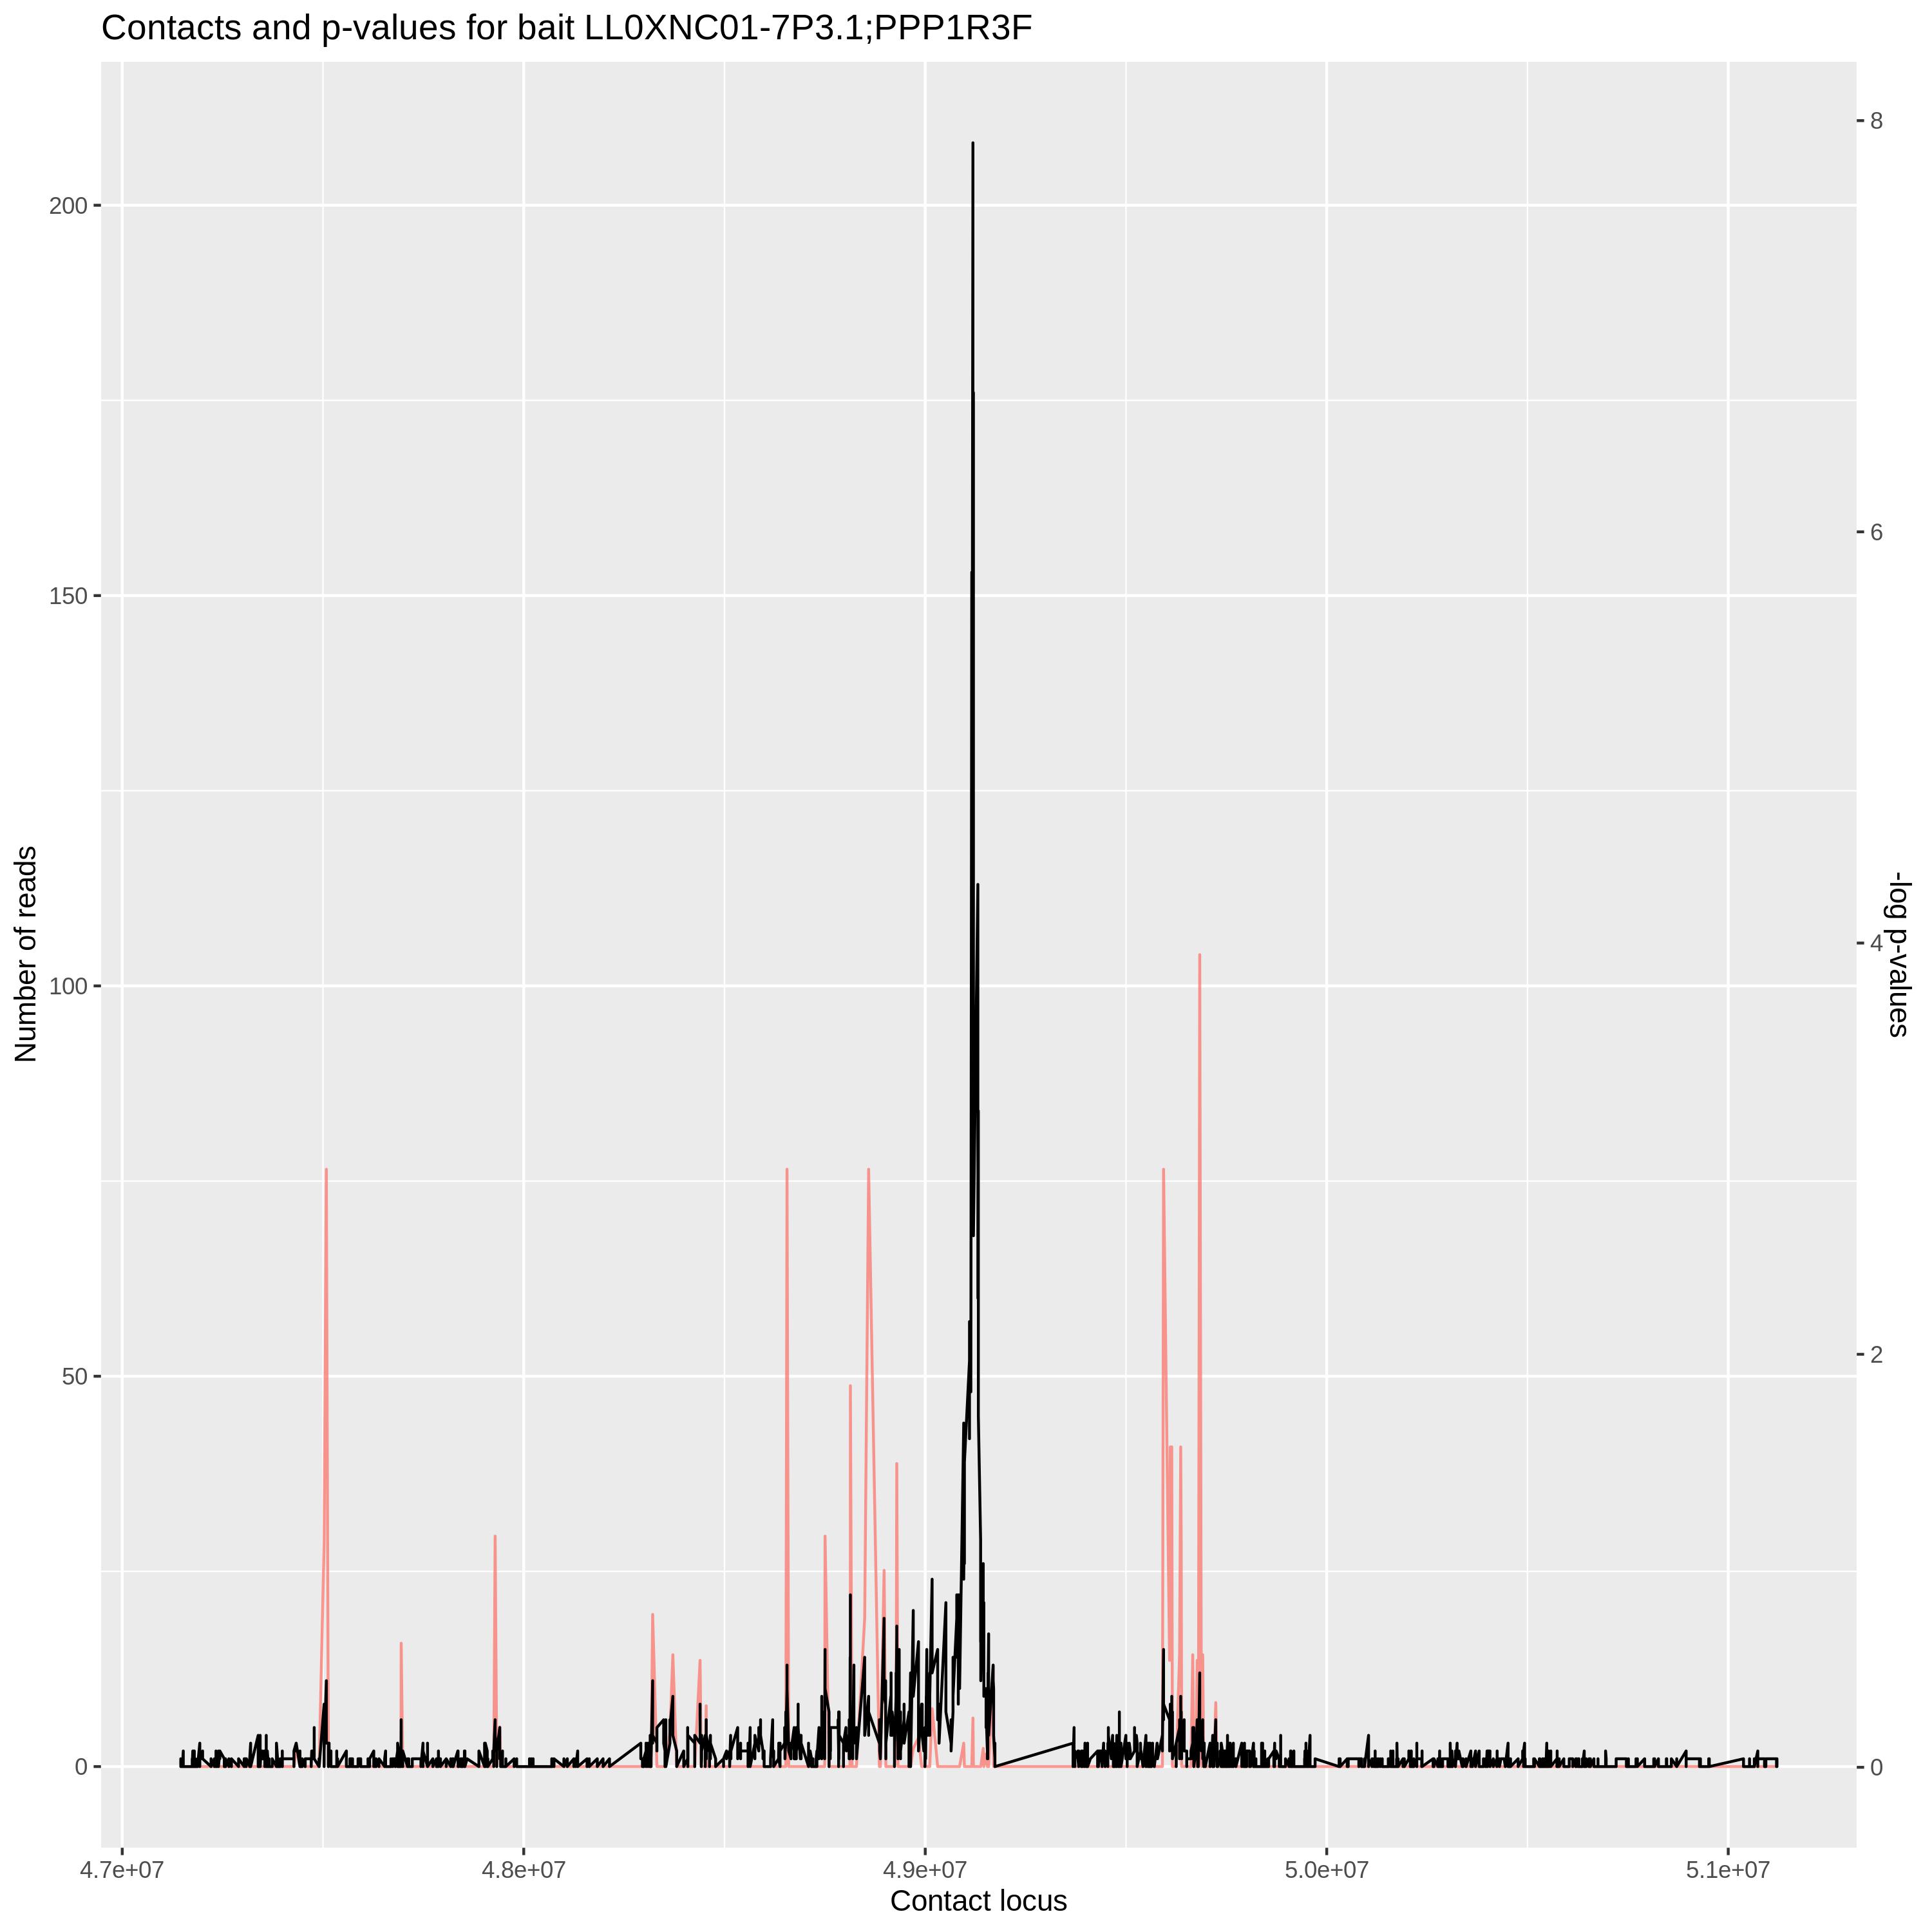 Contacts and p-values for bait LL0XNC01-7P3.1;PPP1R3F
Number of reads
200
150
100
50
0
8
6
4
2
0
-log p-values
4.7e+07 4.8e+07 4.9e+07 5.0e+07 5.1e+07
Contact locus